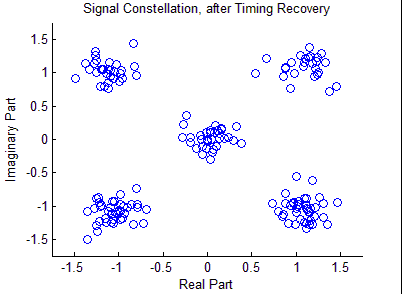 Signal Constellation, after Timing Recovery
1.5
1
0.5
0
-0.5
-1
-1.5
Imaginary Part
-1.5 -1 -0.5 0 0.5 1 1.5
Real Part